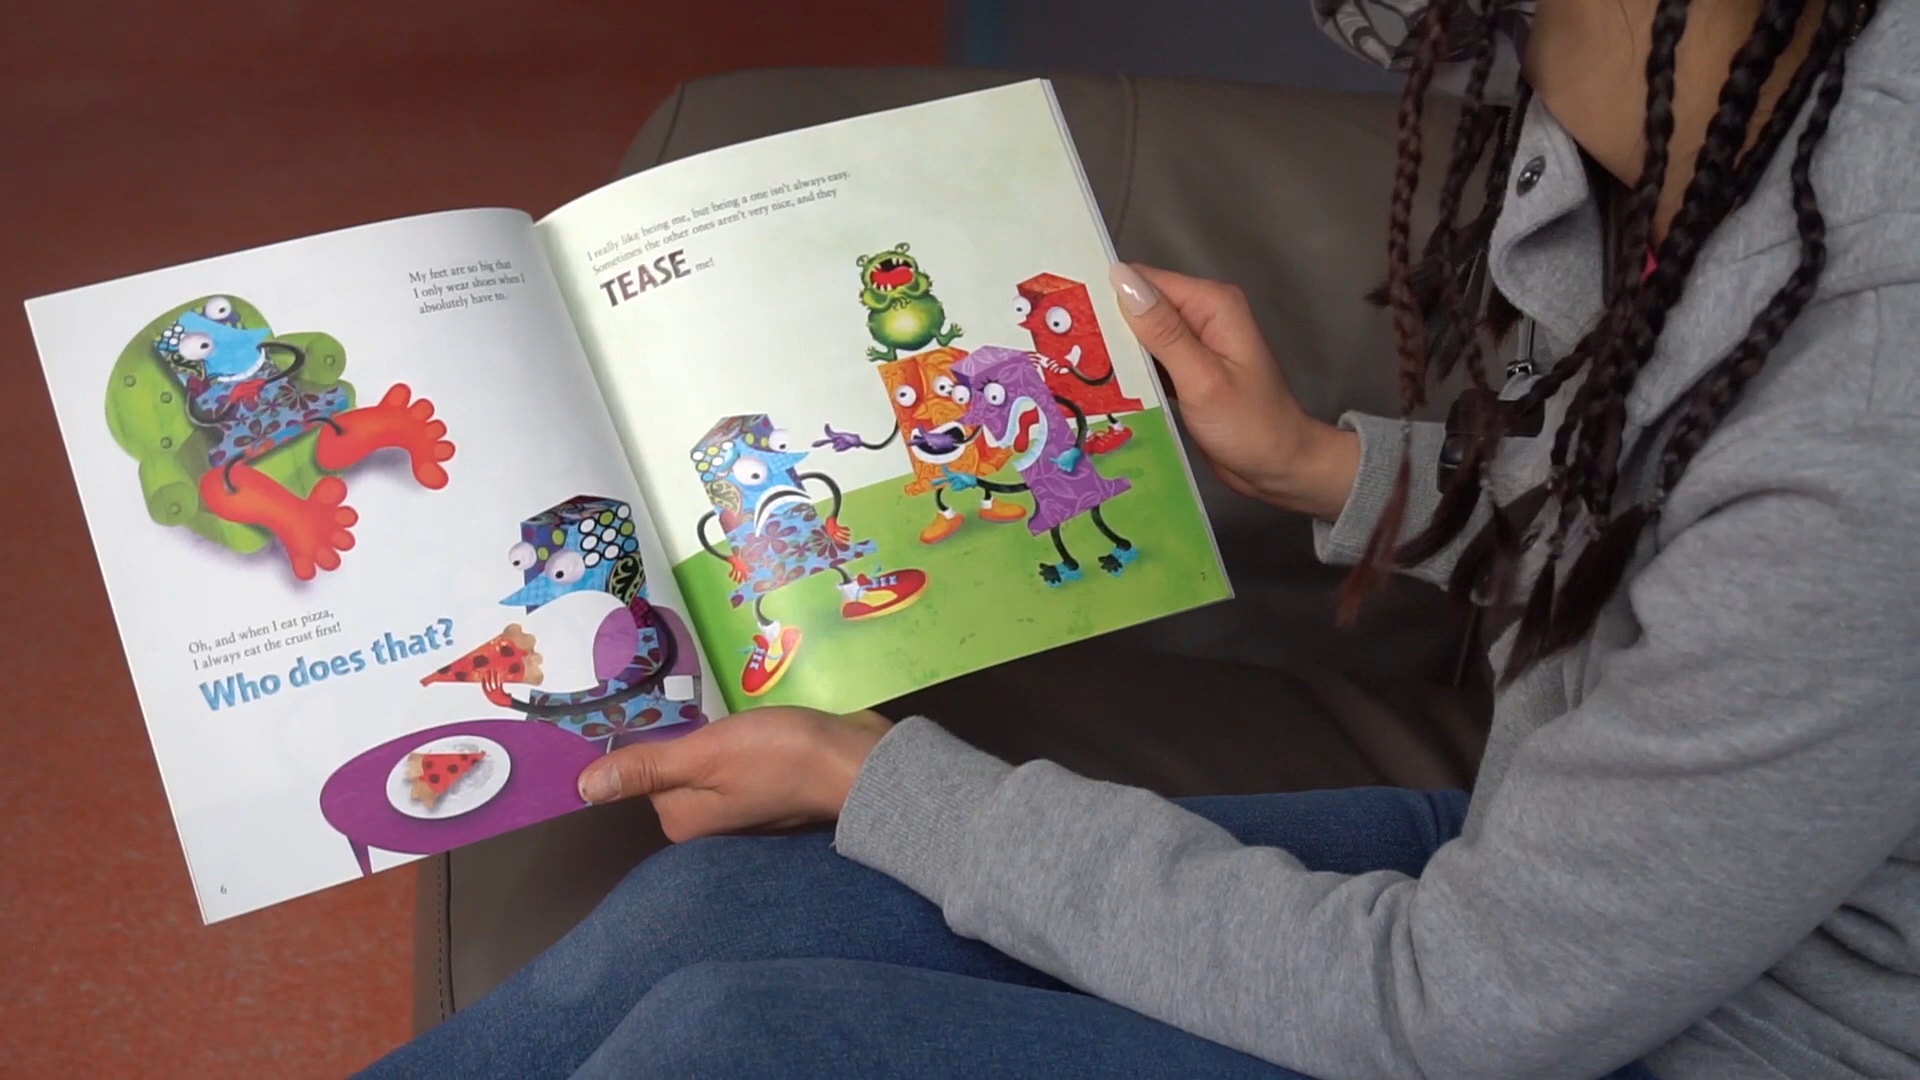 My feet are so big that
I only wear shoes when I
absolutely have to.
Oh, and when I eat pizza,
I always eat the crust first!
Who does that?
6
I really like being me, but being a one isn't always easy.
Sometimes the other ones aren't very nice, and they
TEASE me!
7